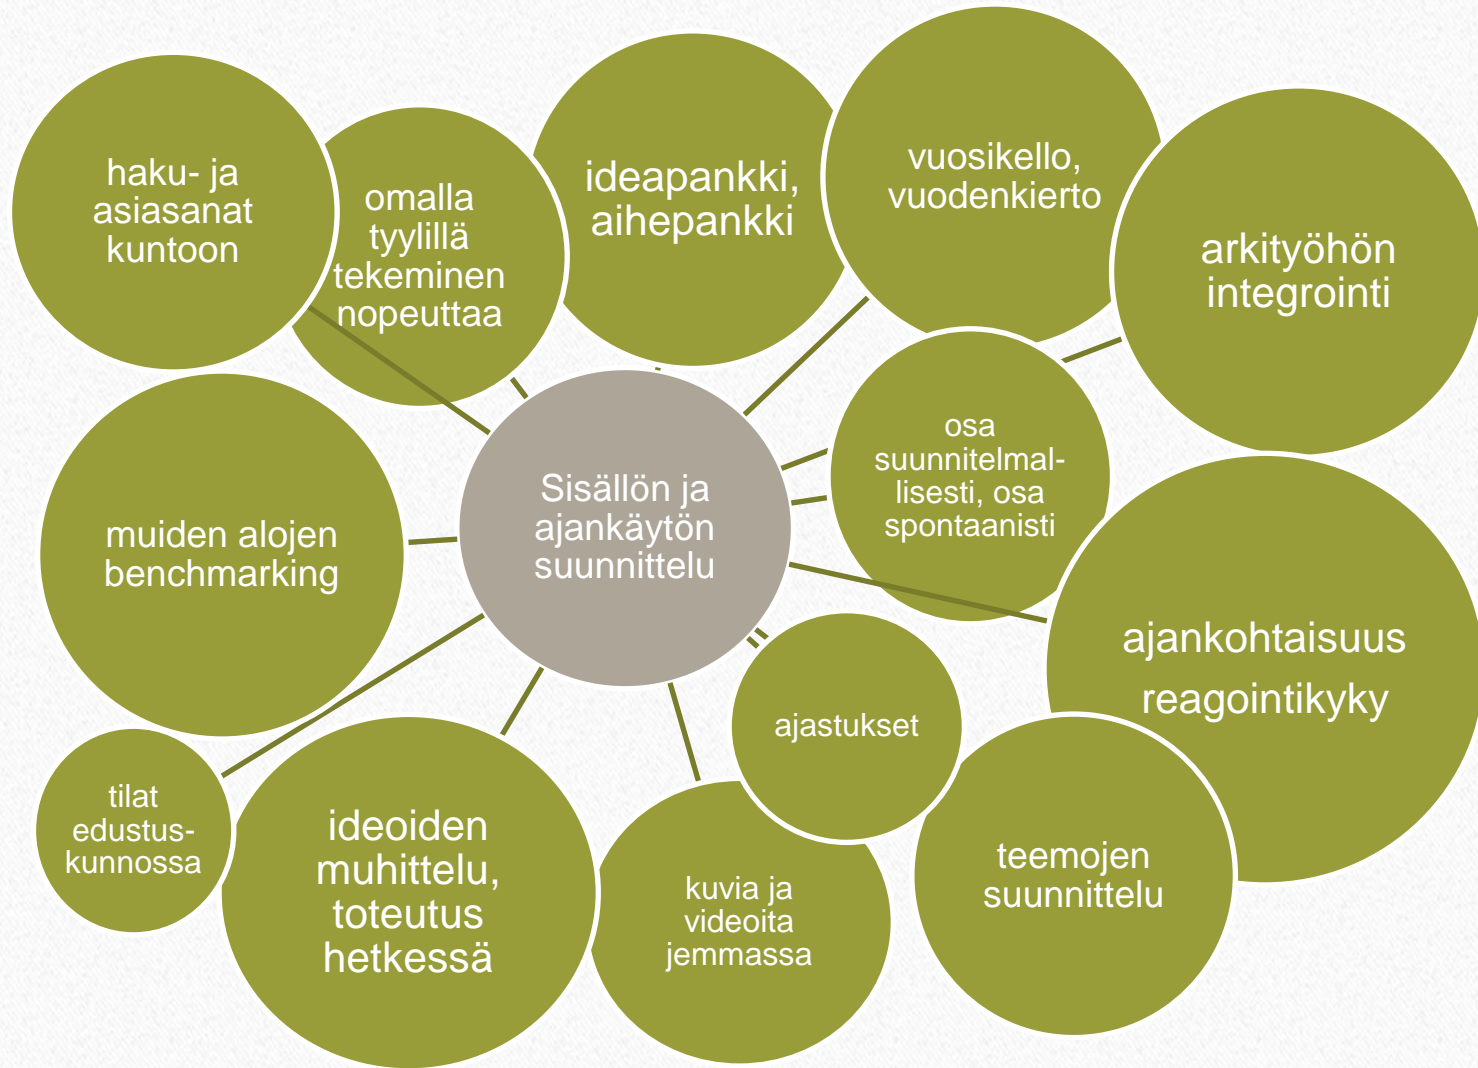 haku- ja
asiasanat
kuntoon
omalla
tyylillä
tekeminen
nopeuttaa
ideapankki,
aihepankki
vuosikello,
vuodenkierto
arkityöhön
integrointi
osa
suunnitelmal-
lisesti, osa
spontaanisti
Sisällön ja
ajankäytön
suunnittelu
muiden alojen
benchmarking
ajankohtaisuus
reagointikyky
ajastukset
tilat
edustus-
kunnossa
ideoiden
muhittelu,
toteutus
hetkessä
kuvia ja
videoita
jemmassa
teemojen
suunnittelu